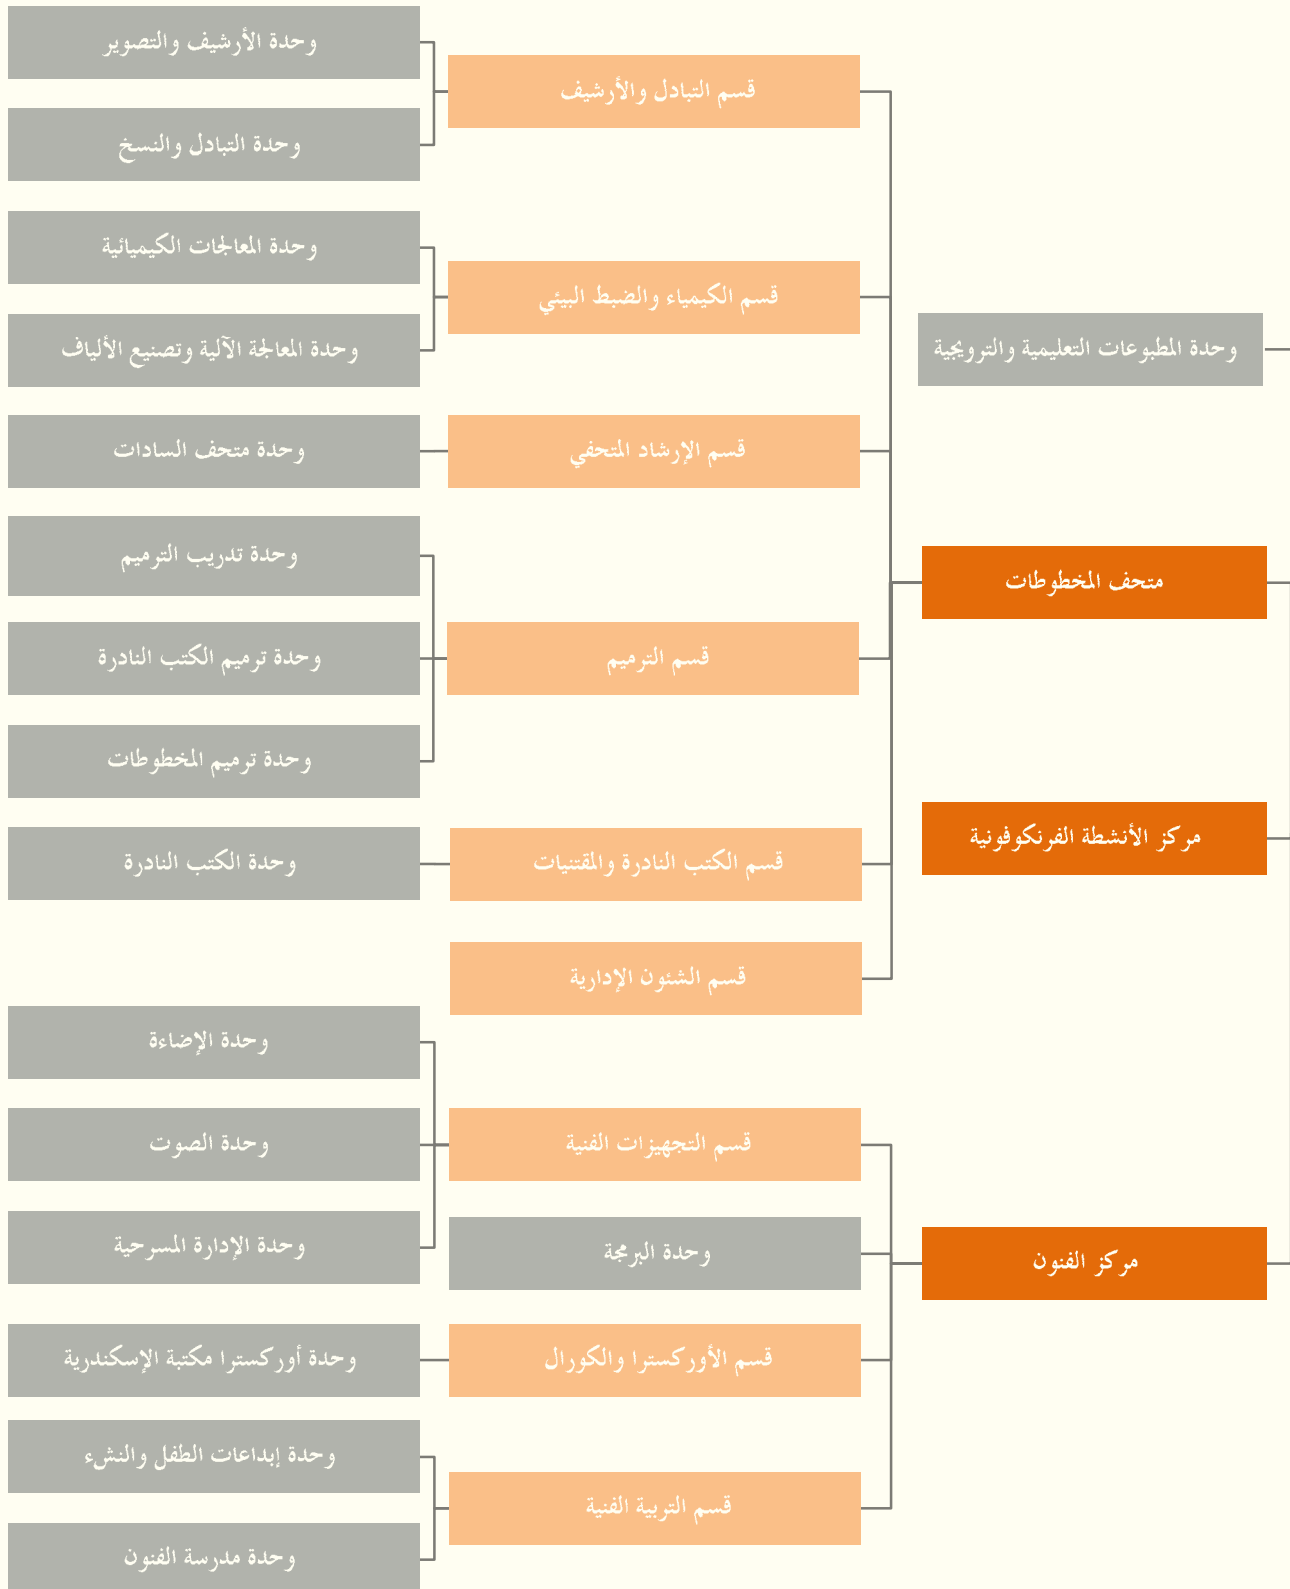 وحدة المطبوعات التعليمية والترويجية
متحف المخطوطات
قسم التبادل والأرشيف
وحدة الأرشيف والتصوير
وحدة التبادل والنسخ
قسم الكيمياء والضبط البيئي
وحدة المعالجات الكيميائية
وحدة المعالجة الآلية وتصنيع الألياف
قسم الإرشاد المتحفي
وحدة متحف السادات
قسم الترميم
وحدة تدريب الترميم
وحدة ترميم الكتب النادرة
وحدة ترميم المخطوطات
قسم الكتب النادرة والمقتنيات
وحدة الكتب النادرة
قسم الشئون الإدارية
مركز الأنشطة الفرنكوفونية
مركز الفنون
قسم التجهيزات الفنية
وحدة الإضاءة
وحدة الصوت
وحدة الإدارة المسرحية
وحدة البرمجة
قسم الأوركسترا والكورال
وحدة أوركسترا مكتبة الإسكندرية
قسم التربية الفنية
وحدة إبداعات الطفل والنشء
وحدة مدرسة الفنون